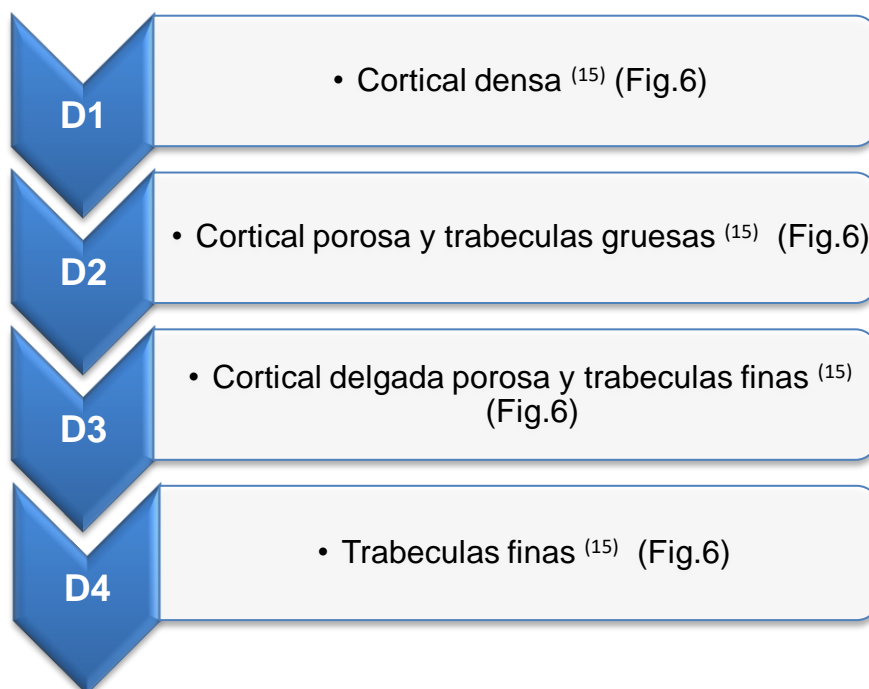 D1
• Cortical densa (15) (Fig.6)
D2
• Cortical porosa y trabeculas gruesas (15) (Fig.6)
D3
• Cortical delgada porosa y trabeculas finas (15)
(Fig.6)
D4
• Trabeculas finas (15) (Fig.6)